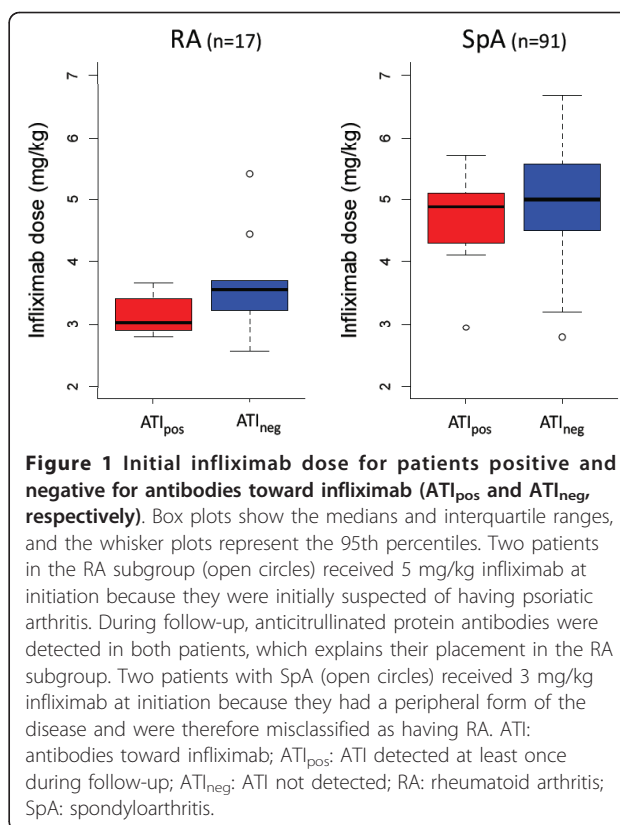 RA (n=17)
SpA (n=91)
Infliximab dose (mg/kg)
7
6
5
4
3
2
ATIpos
ATIneg
Infliximab dose (mg/kg)
7
6
5
4
3
2
ATIpos
ATIneg
Figure 1 Initial infliximab dose for patients positive and
negative for antibodies toward infliximab (ATIpos and ATIneg,
respectively). Box plots show the medians and interquartile ranges,
and the whisker plots represent the 95th percentiles. Two patients
in the RA subgroup (open circles) received 5 mg/kg infliximab at
initiation because they were initially suspected of having psoriatic
arthritis. During follow-up, anticitrullinated protein antibodies were
detected in both patients, which explains their placement in the RA
subgroup. Two patients with SpA (open circles) received 3 mg/kg
infliximab at initiation because they had a peripheral form of the
disease and were therefore misclassified as having RA. ATI:
antibodies toward infliximab; ATIpos: ATI detected at least once
during follow-up; ATIneg: ATI not detected; RA: rheumatoid arthritis;
SpA: spondyloarthritis.